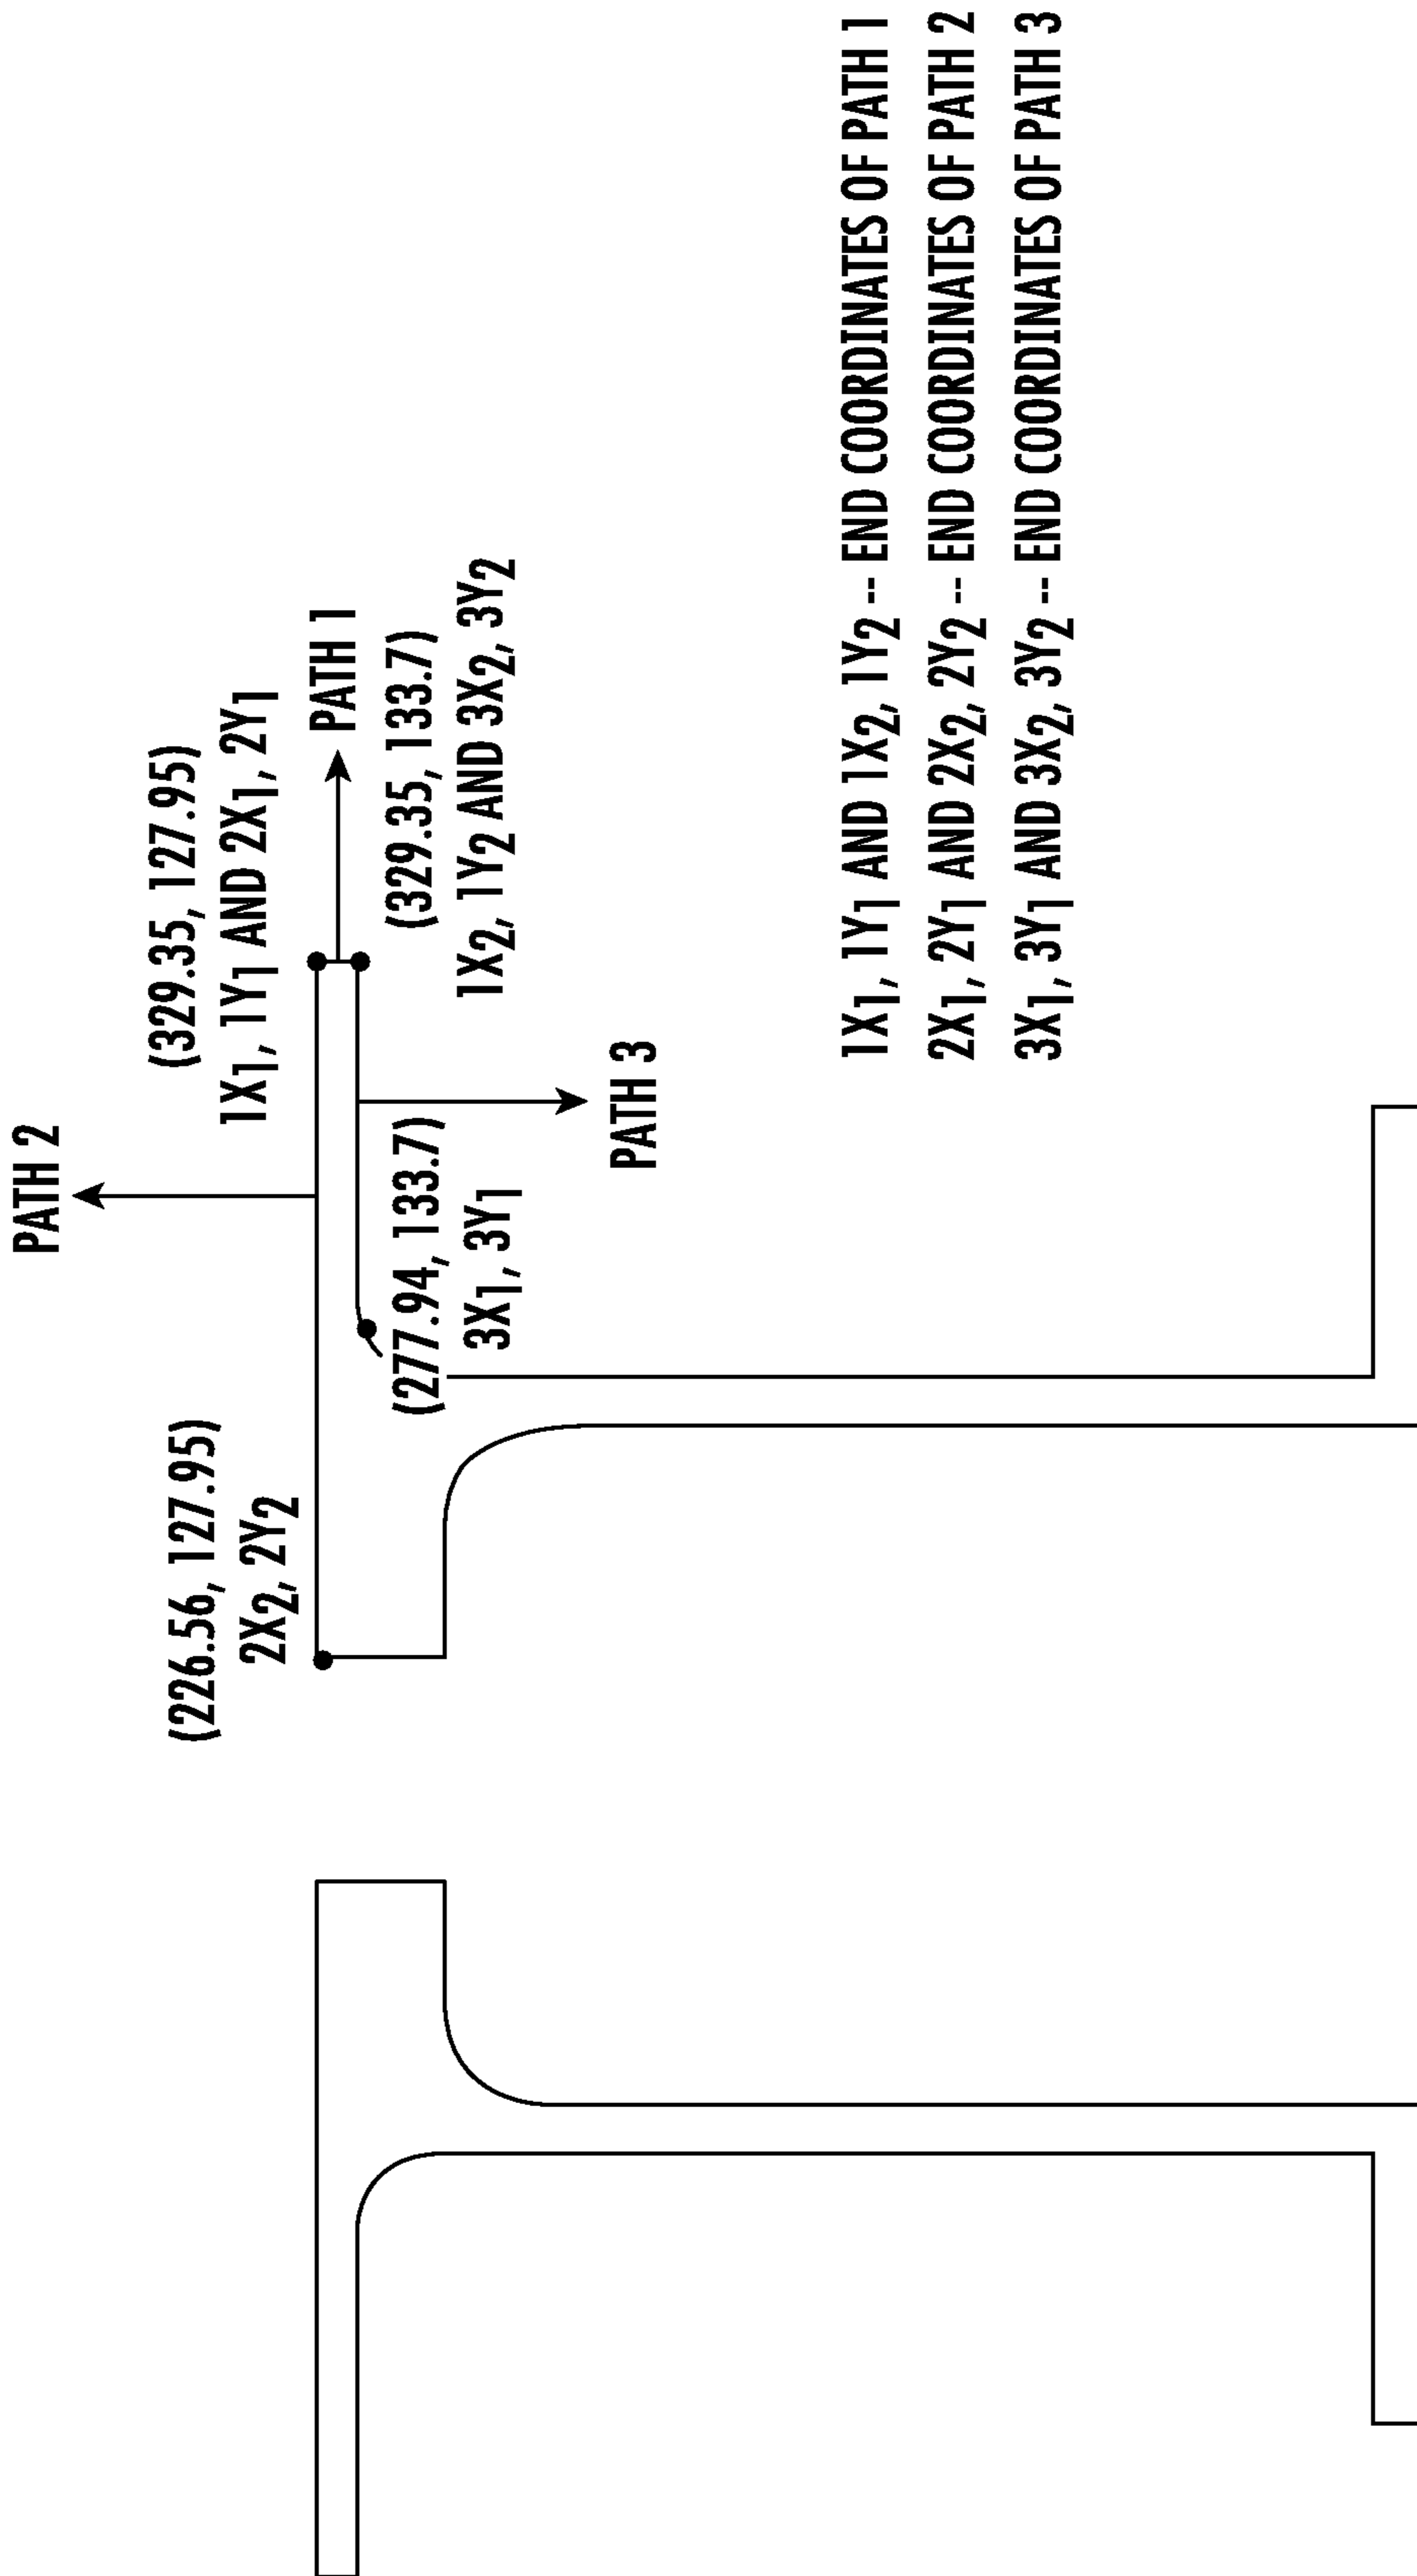 PATH 2
(329.35, 127.95)
1X₁, 1Y₁ AND 2X₁, 2Y₁
(226.56, 127.95)
2X₂, 2Y₂
PATH 1
(329.35, 133.7)
1X₂, 1Y₂ AND 3X₂, 3Y₂
(277.94, 133.7)
3X₁, 3Y₁
PATH 3
1X₁, 1Y₁ AND 1X₂, 1Y₂ -- END COORDINATES OF PATH 1
2X₁, 2Y₁ AND 2X₂, 2Y₂ -- END COORDINATES OF PATH 2
3X₁, 3Y₁ AND 3X₂, 3Y₂ -- END COORDINATES OF PATH 3